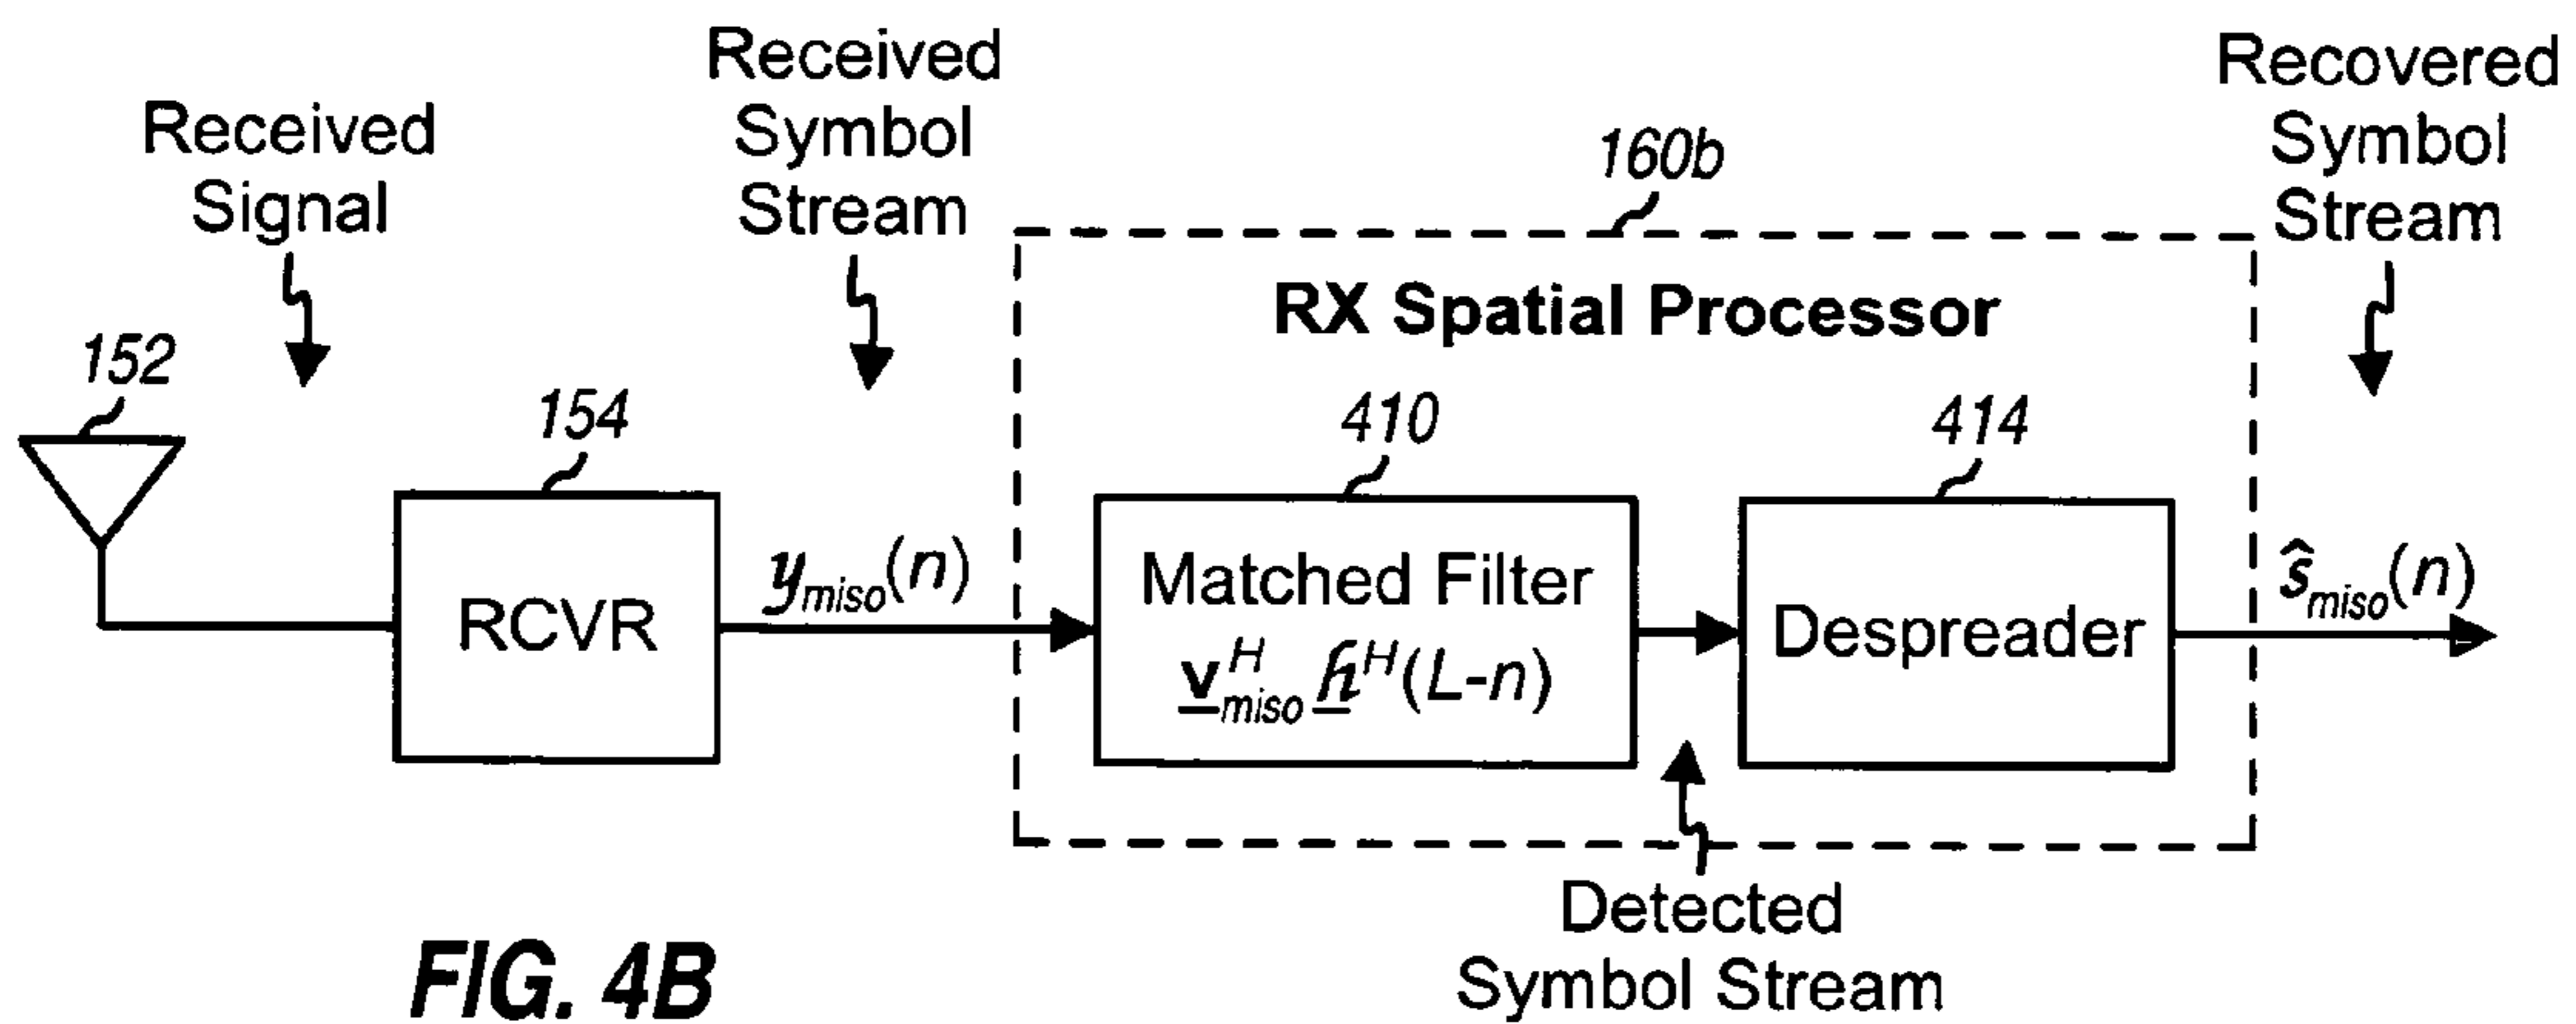 Received
Signal
Received
Symbol
Stream
Recovered
Symbol
Stream
160b
RX Spatial Processor
152
154
410
414
RCVR
y_miso(n)
Matched Filter
v^H_miso h^H(L-n)
Despreader
ŝ_miso(n)
Detected
Symbol Stream
FIG. 4B